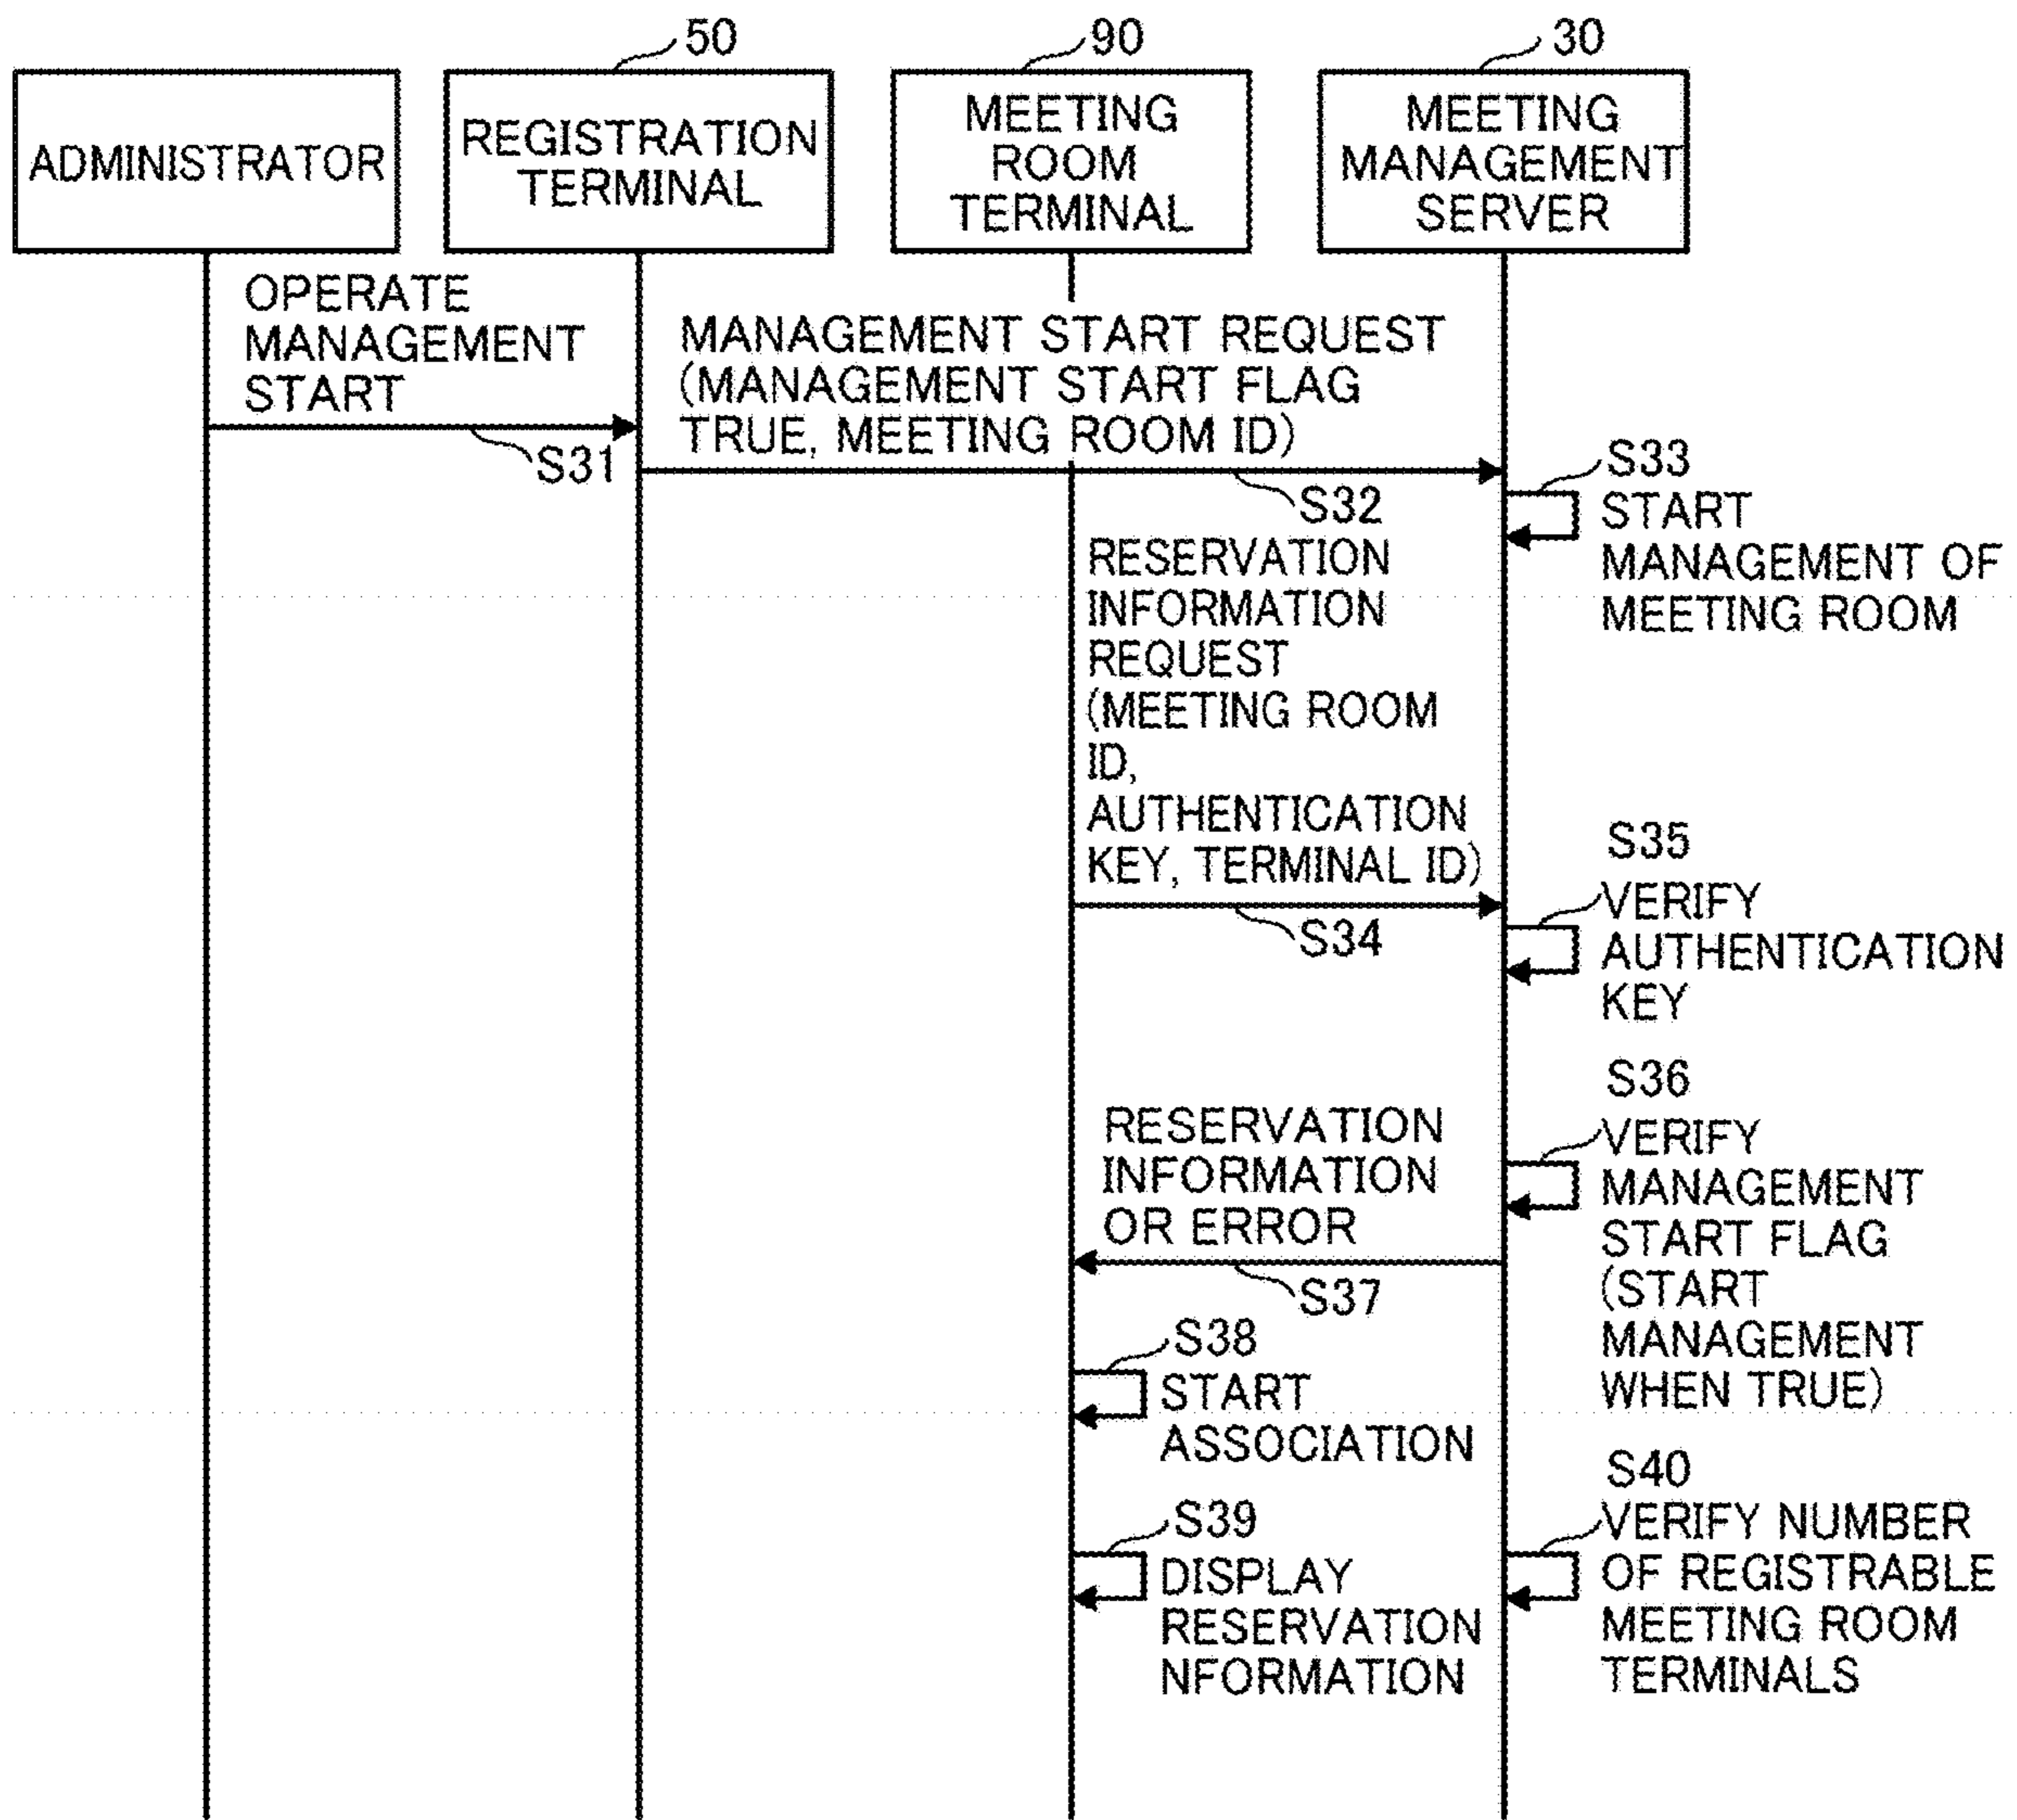 50
90
30
ADMINISTRATOR
REGISTRATION
TERMINAL
MEETING
ROOM
TERMINAL
MEETING
MANAGEMENT
SERVER
OPERATE
MANAGEMENT
START
S31
MANAGEMENT START REQUEST
(MANAGEMENT START FLAG
TRUE, MEETING ROOM ID)
S32
S33
START
MANAGEMENT OF
MEETING ROOM
RESERVATION
INFORMATION
REQUEST
(MEETING ROOM
ID,
AUTHENTICATION
KEY, TERMINAL ID)
S34
S35
VERIFY
AUTHENTICATION
KEY
S36
VERIFY
MANAGEMENT
START FLAG
(START
MANAGEMENT
WHEN TRUE)
RESERVATION
INFORMATION
OR ERROR
S37
S38
START
ASSOCIATION
S39
DISPLAY
RESERVATION
NFORMATION
S40
VERIFY NUMBER
OF REGISTRABLE
MEETING ROOM
TERMINALS